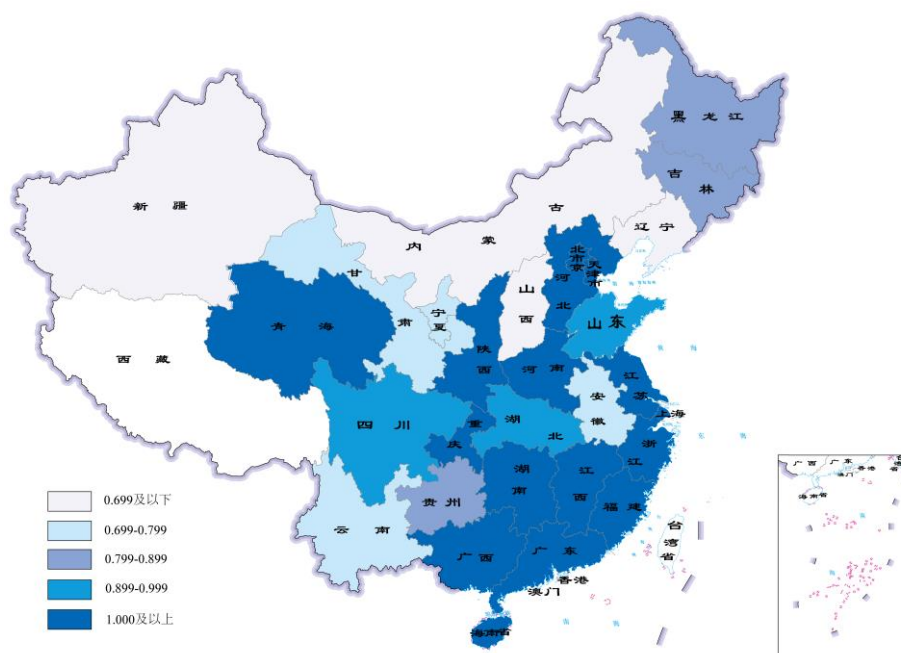 黑龙江
吉林
辽宁
内蒙古
新疆
北京市
天津市
河北
山西
山东
甘肃
宁夏
青海
西藏
陕西
河南
江苏
安徽
上海
四川
重庆
湖北
浙江
湖南
江西
福建
贵州
云南
广西
广东
台湾省
香港
澳门
海南省
0.699及以下
0.699-0.799
0.799-0.899
0.899-0.999
1.000及以上
广西
广东
香港
澳门
台湾省
海南省